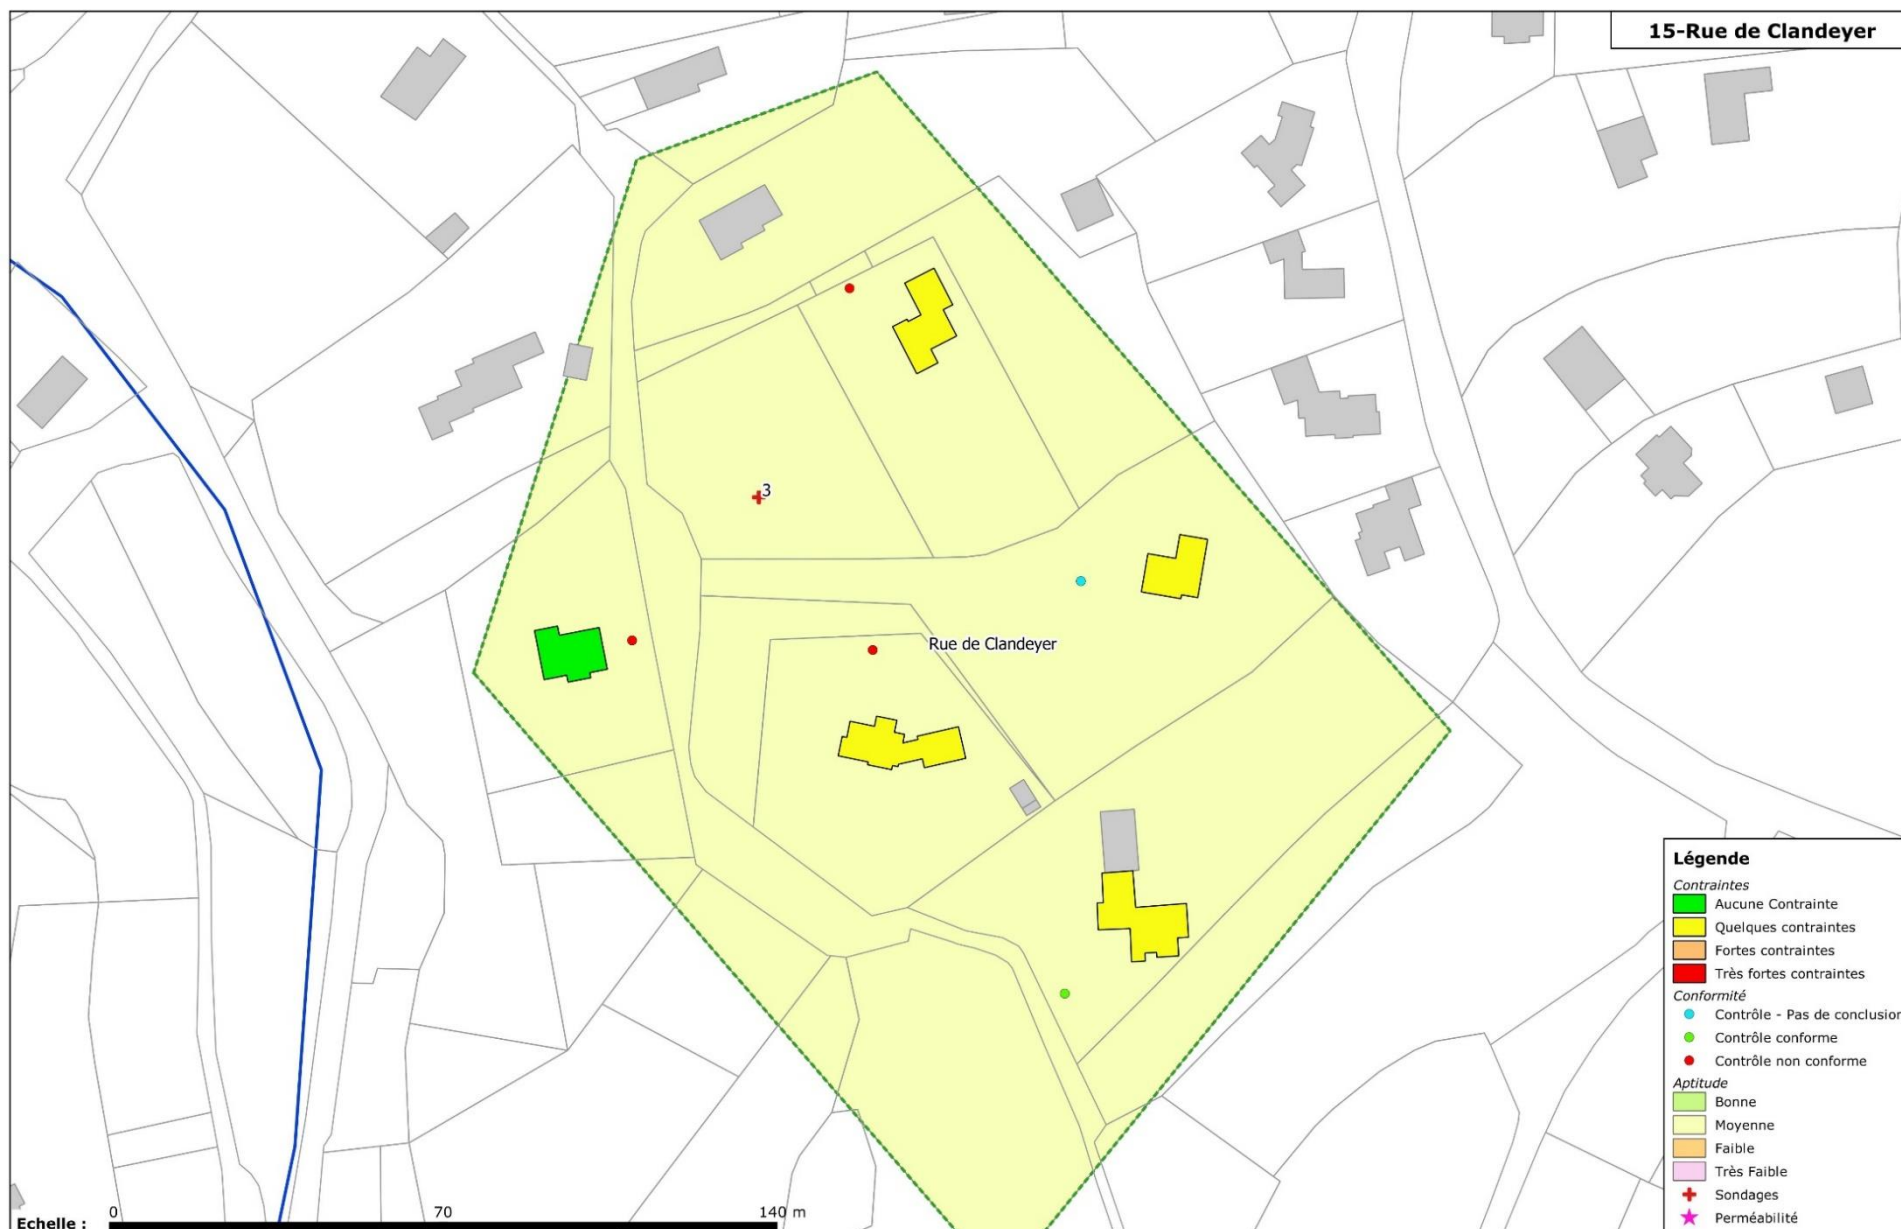 15-Rue de Clandeyer
3
Rue de Clandeyer
Légende
Contraintes
Aucune Contrainte
Quelques contraintes
Fortes contraintes
Très fortes contraintes
Conformité
Contrôle - Pas de conclusion
Contrôle conforme
Contrôle non conforme
Aptitude
Bonne
Moyenne
Faible
Très Faible
Sondages
Perméabilité
Echelle : 0 70 140 m